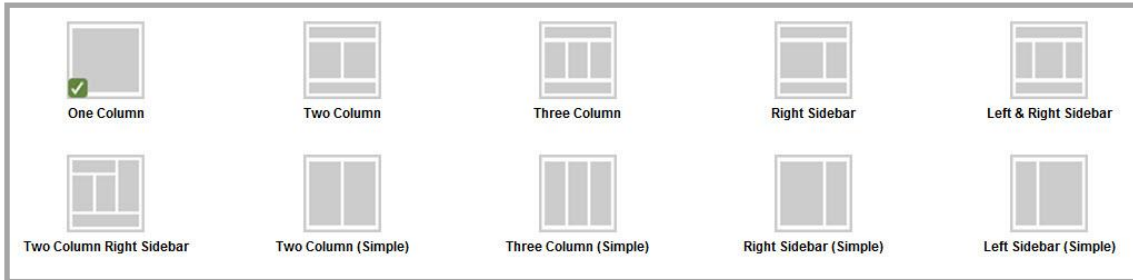 One Column
Two Column
Three Column
Right Sidebar
Left & Right Sidebar
Two Column Right Sidebar
Two Column (Simple)
Three Column (Simple)
Right Sidebar (Simple)
Left Sidebar (Simple)